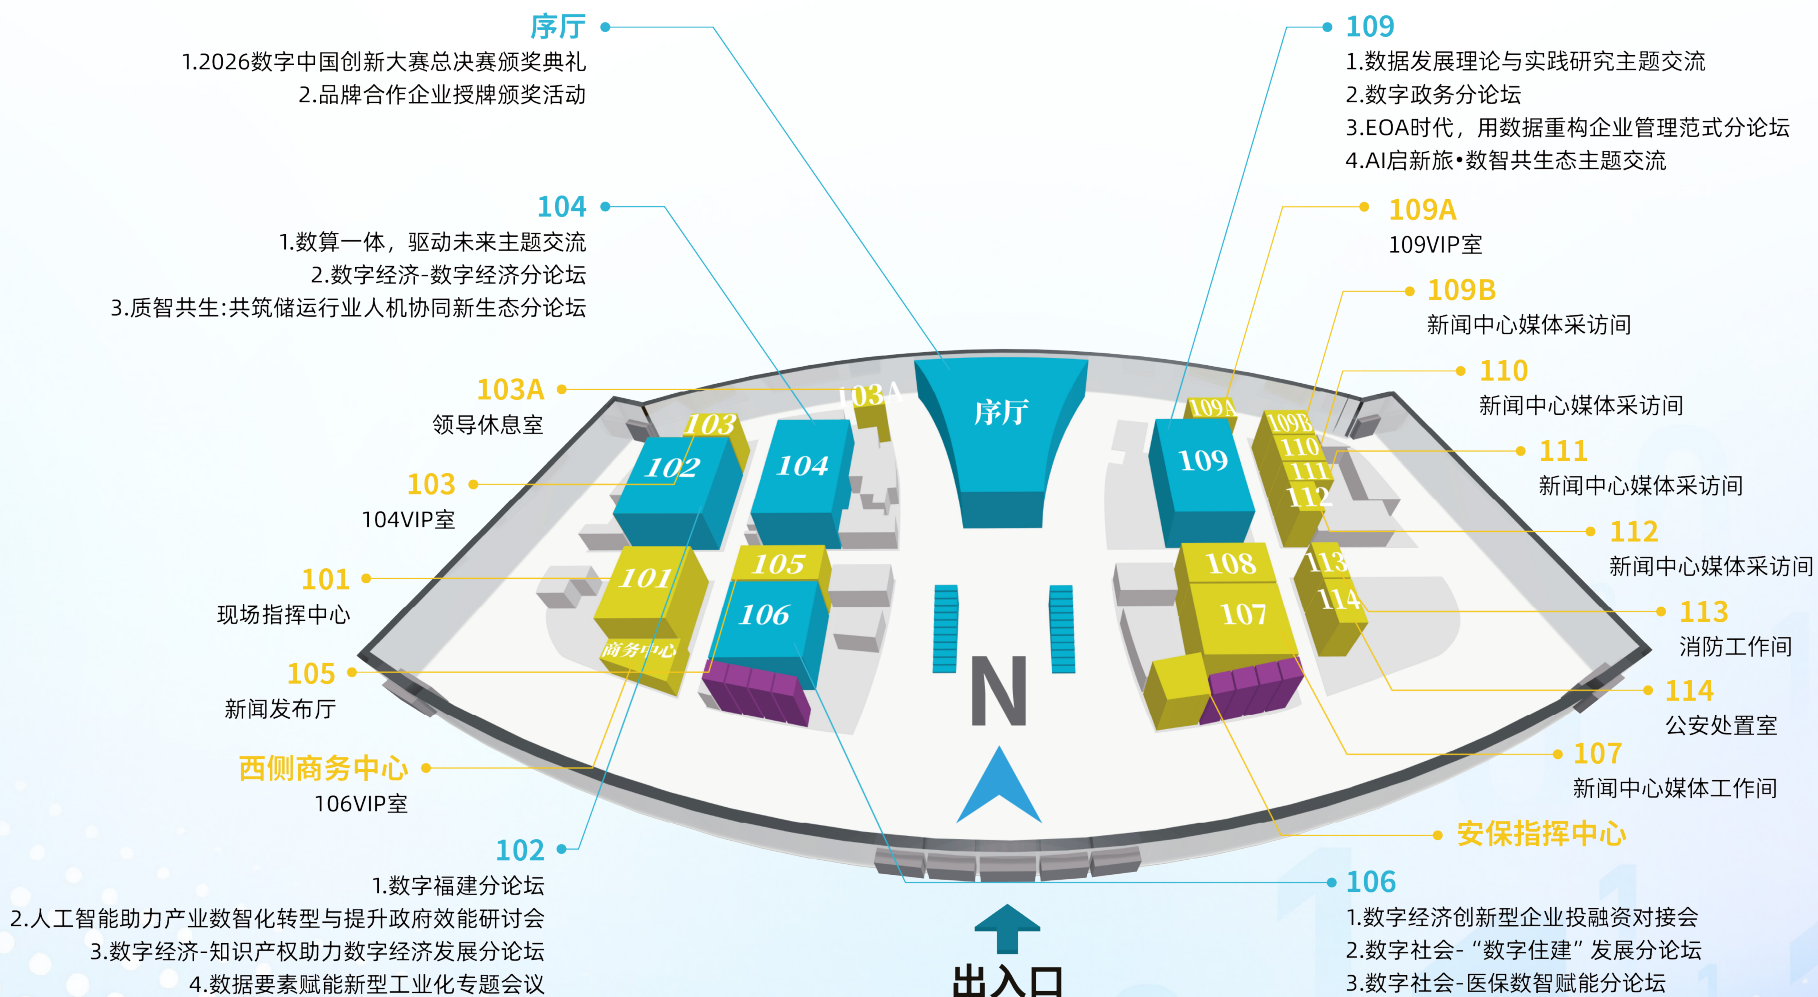 序厅
1.2026数字中国创新大赛总决赛颁奖典礼
2.品牌合作企业授牌颁奖活动
104
1.数算一体，驱动未来主题交流
2.数字经济-数字经济分论坛
3.质智共生:共筑储运行业人机协同新生态分论坛
103A
领导休息室
103
104VIP室
101
现场指挥中心
105
新闻发布厅
西侧商务中心
106VIP室
102
1.数字福建分论坛
2.人工智能助力产业数智化转型与提升政府效能研讨会
3.数字经济-知识产权助力数字经济发展分论坛
4.数据要素赋能新型工业化专题会议
103A
103
102
104
序厅
109A
109
109B
110
111
112
101
105
106
商务中心
108
107
113
114
N
出入口
109
1.数据发展理论与实践研究主题交流
2.数字政务分论坛
3.EOA时代，用数据重构企业管理范式分论坛
4.AI启新旅•数智共生态主题交流
109A
109VIP室
109B
新闻中心媒体采访间
110
新闻中心媒体采访间
111
新闻中心媒体采访间
112
新闻中心媒体采访间
113
消防工作间
114
公安处置室
107
新闻中心媒体工作间
安保指挥中心
106
1.数字经济创新型企业投融资对接会
2.数字社会-“数字住建”发展分论坛
3.数字社会-医保数智赋能分论坛